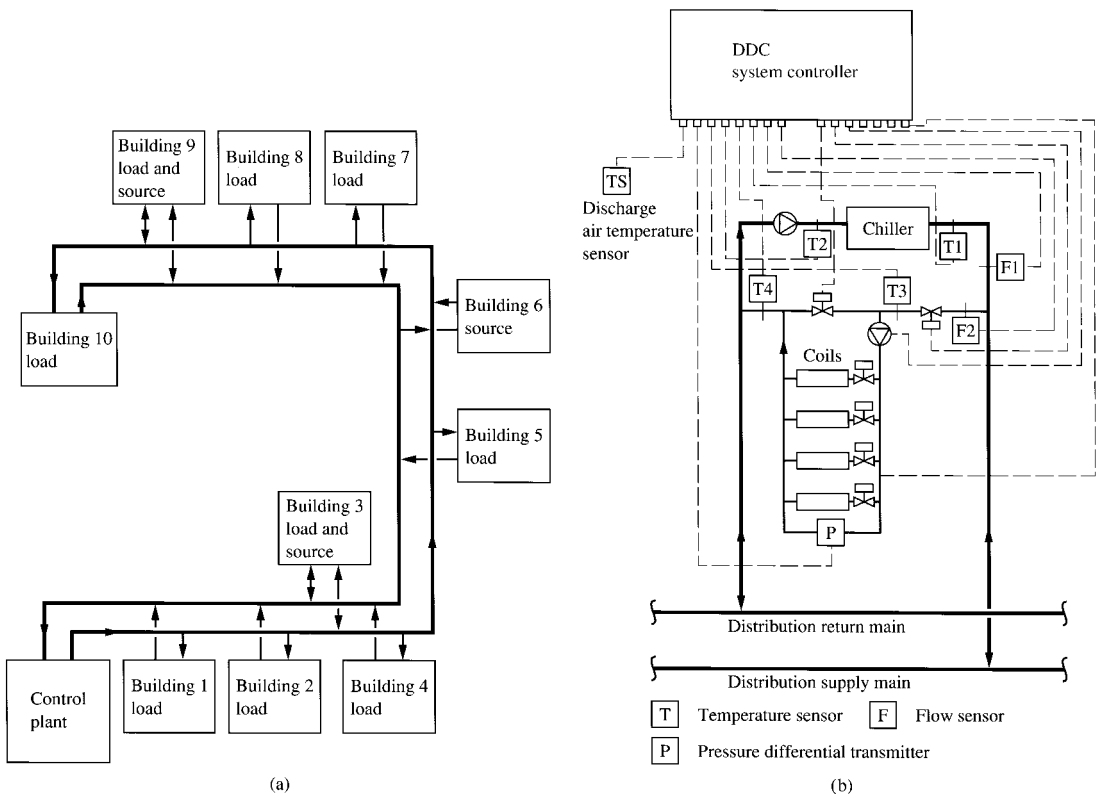 Building 9
load and
source
Building 8
load
Building 7
load
Building 10
load
Building 6
source
Building 5
load
Building 3
load and
source
Control
plant
Building 1
load
Building 2
load
Building 4
load
(a)
DDC
system controller
TS
Discharge
air temperature
sensor
Chiller
T2
T1
F1
T4
T3
F2
Coils
P
Distribution return main
Distribution supply main
T Temperature sensor
F Flow sensor
P Pressure differential transmitter
(b)